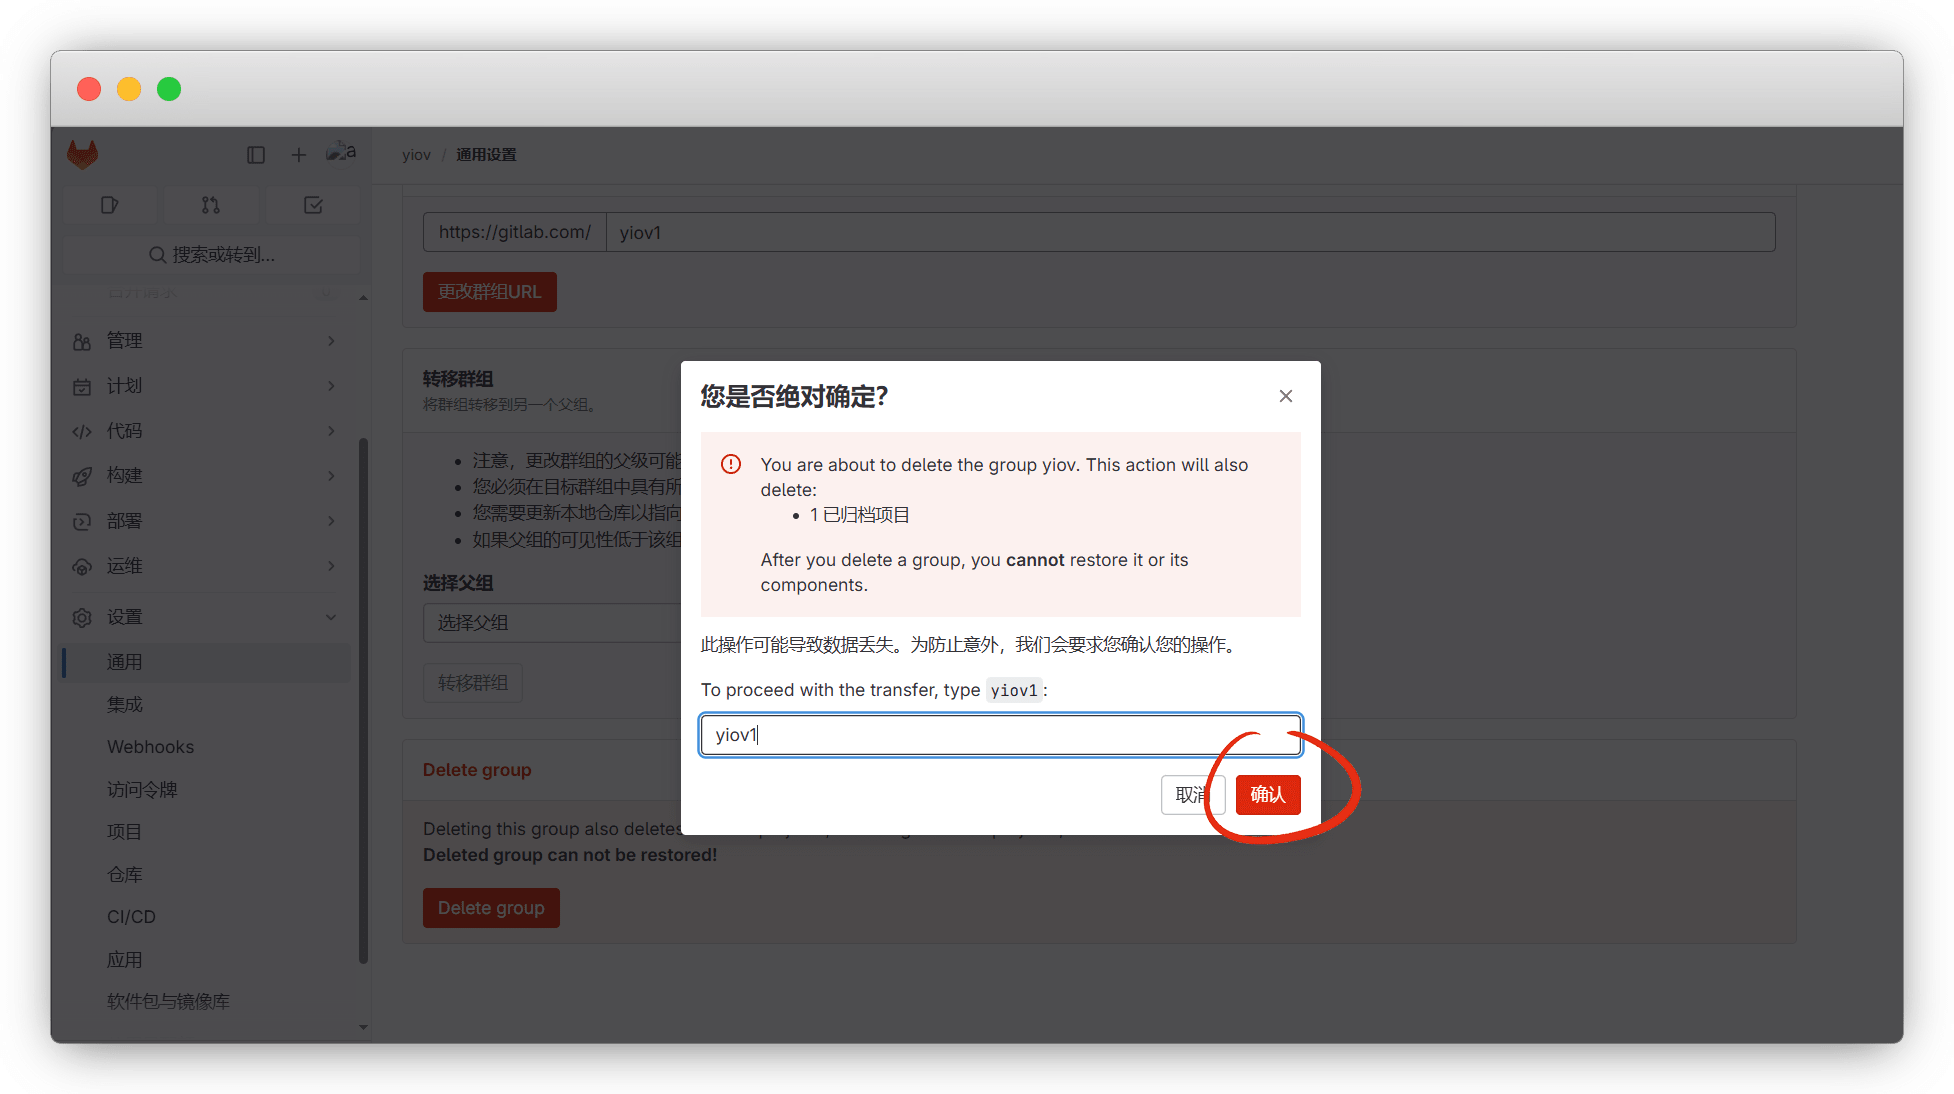 a
yiov / 通用设置
搜索或转到...
管理
计划
代码
构建
部署
运维
设置
通用
集成
Webhooks
访问令牌
项目
仓库
CI/CD
应用
软件包与镜像库
https://gitlab.com/ yiov1
更改群组URL
转移群组
将群组转移到另一个父组。
注意，更改群组的父级可能
您必须在目标群组中具有所
您需要更新本地仓库以指向
如果父组的可见性低于该组
选择父组
选择父组
转移群组
Delete group
Deleting this group also deletes
Deleted group can not be restored!
Delete group
您是否绝对确定?
You are about to delete the group yiov. This action will also
delete:
1 已归档项目
After you delete a group, you cannot restore it or its
components.
此操作可能导致数据丢失。为防止意外，我们会要求您确认您的操作。
To proceed with the transfer, type yiov1 :
yiov1
取消
确认